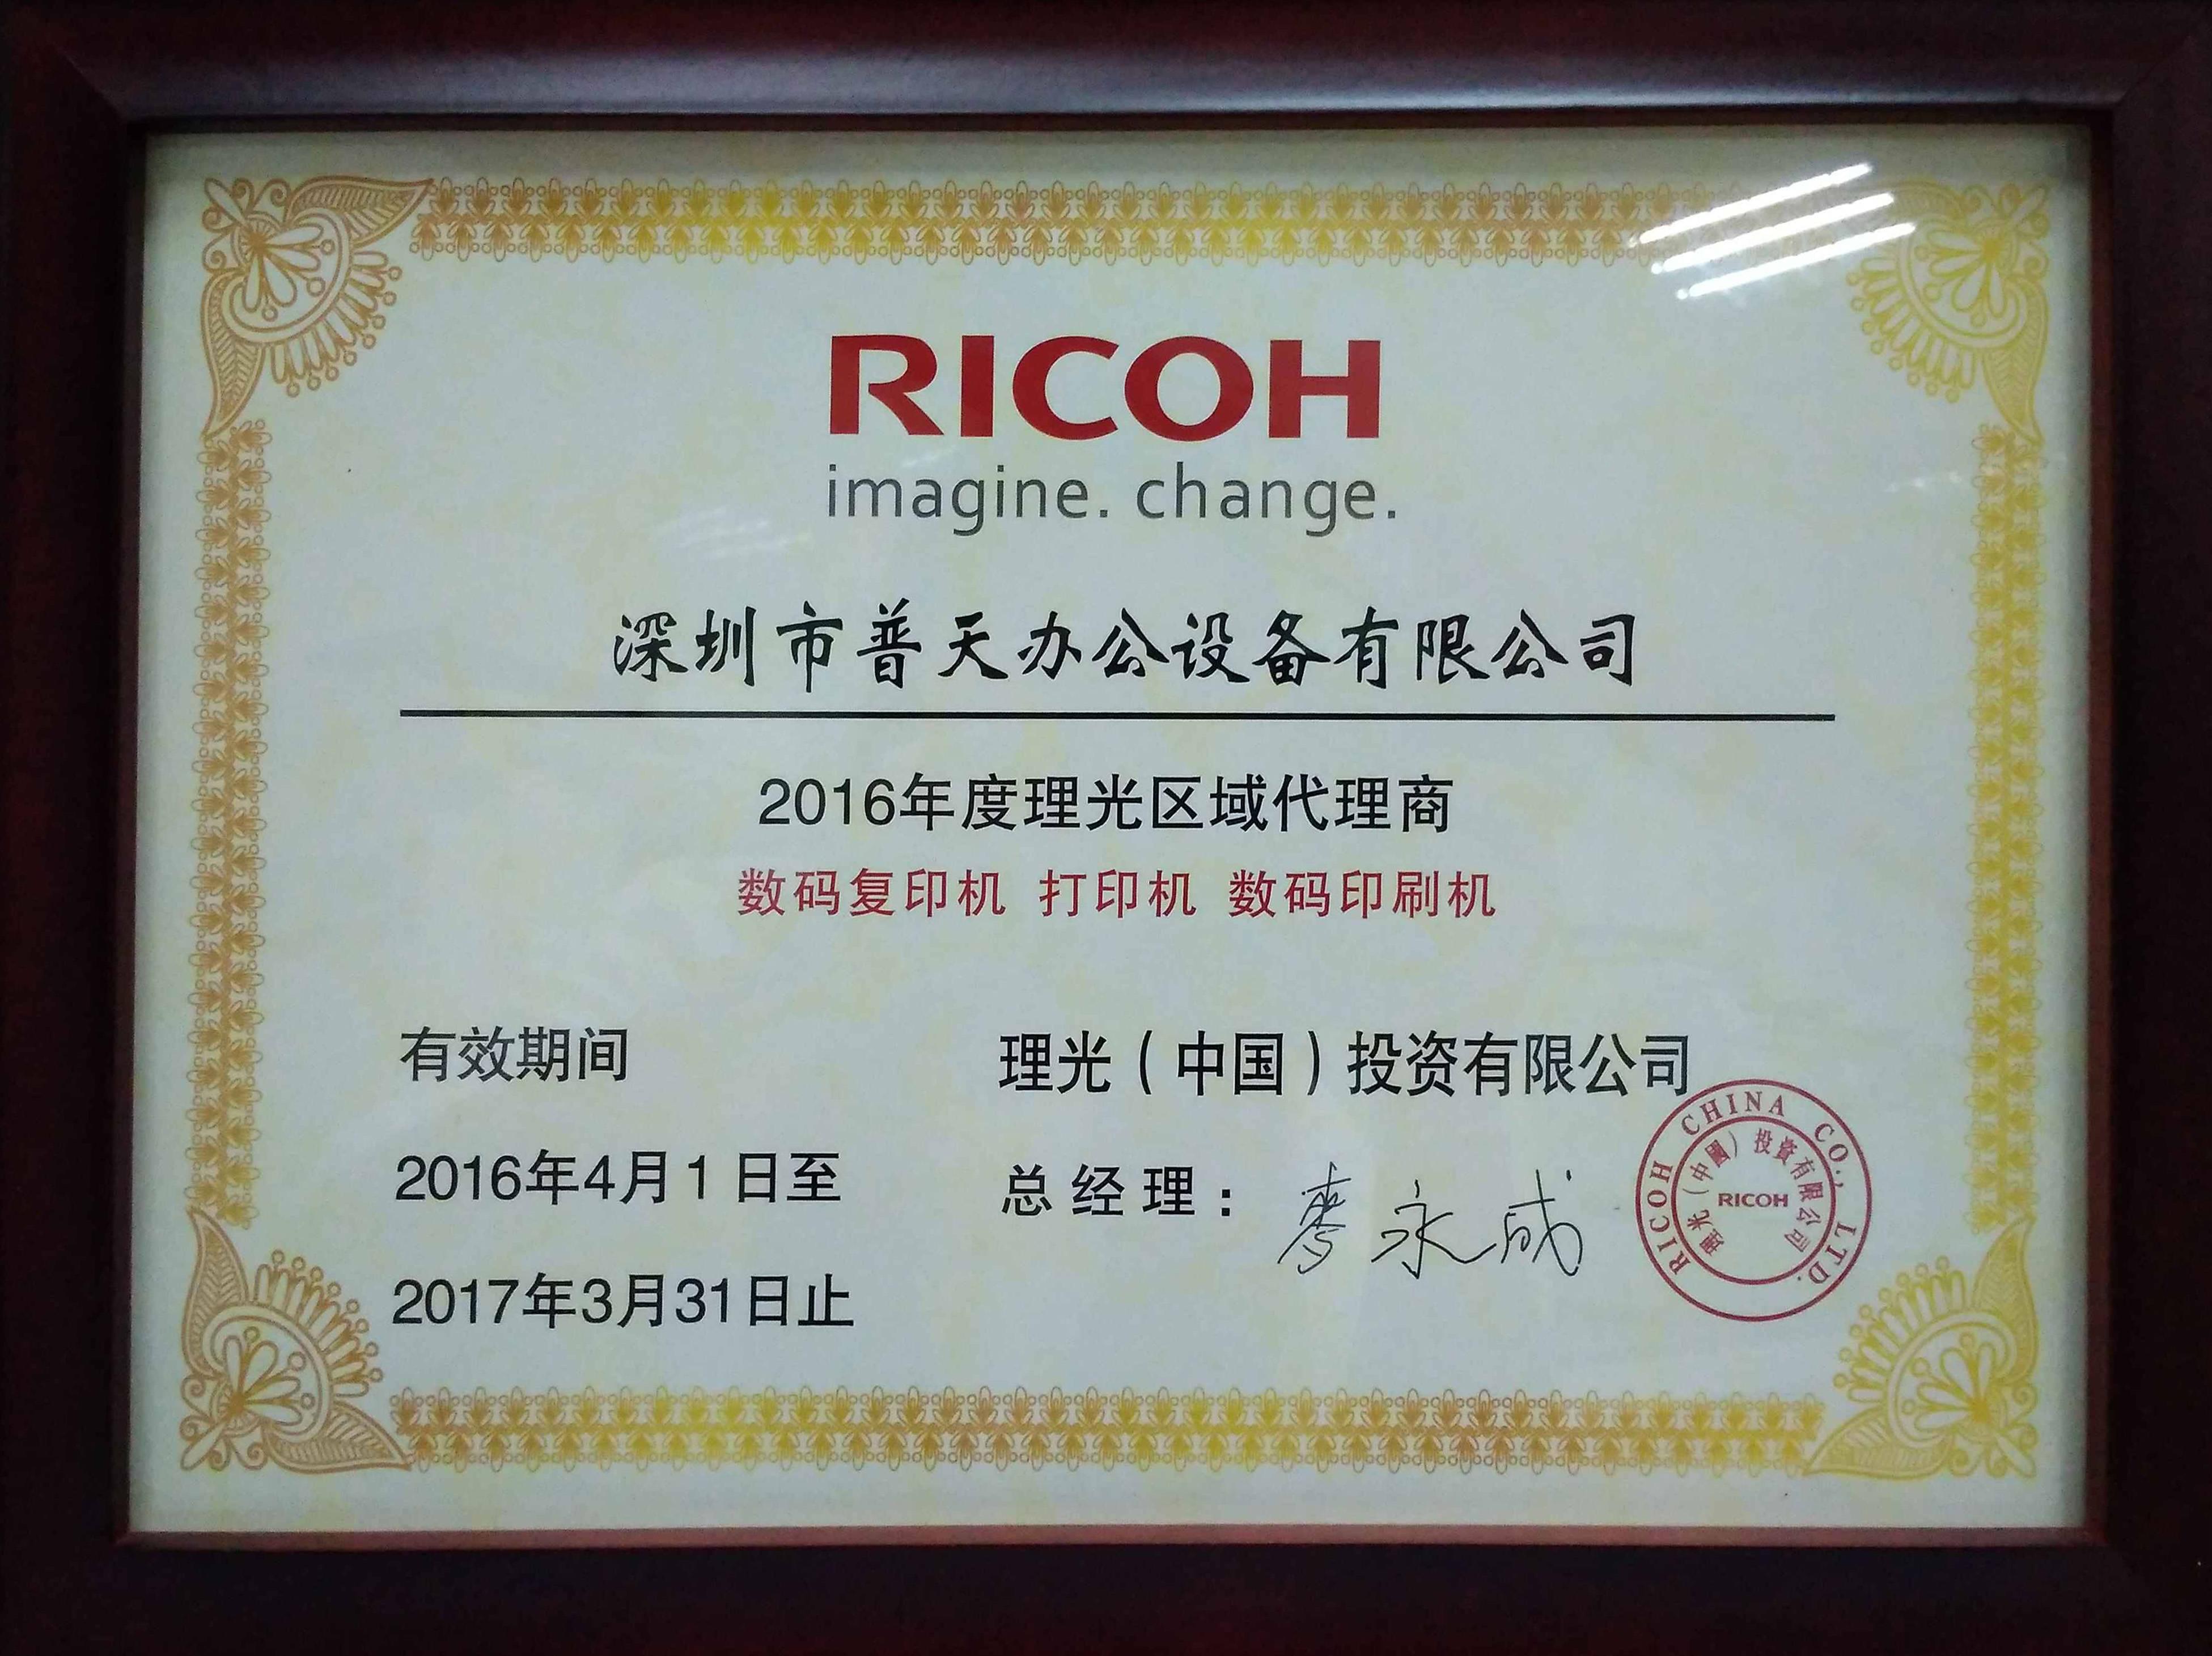 RICOH
imagine. change.
深圳市普天办公设备有限公司
2016年度理光区域代理商
数码复印机 打印机 数码印刷机
有效期间
2016年4月1日至
2017年3月31日止
理光（中国）投资有限公司
总经理：
永成
RICOH CHINA CO., LTD.
理光（中國）投資有限公司
RICOH